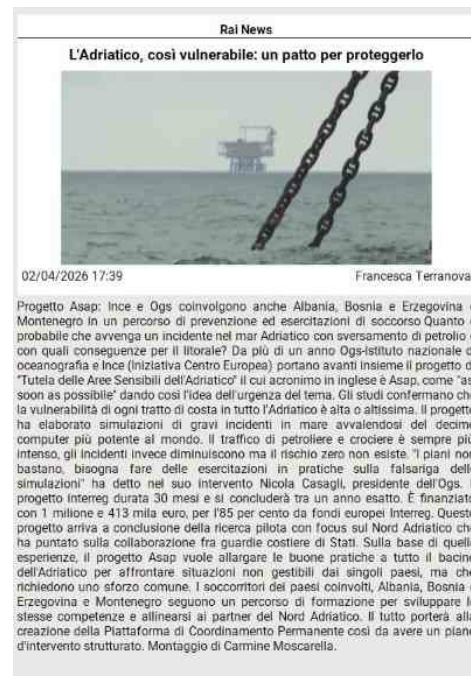 Rai News
L'Adriatico, così vulnerabile: un patto per proteggerlo
02/04/2026 17:39
Francesca Terranova
Progetto Asap: Ince e Ogs coinvolgono anche Albania, Bosnia e Erzegovina e
Montenegro in un percorso di prevenzione ed esercitazioni di soccorso Quanto è
probabile che avvenga un incidente nel mar Adriatico con sversamento di petrolio e
con quali conseguenze per il litorale? Da più di un anno Ogs-Istituto nazionale di
oceanografia e Ince (Iniziativa Centro Europea) portano avanti insieme il progetto di
"Tutela delle Aree Sensibili dell'Adriatico" il cui acronimo in inglese è Asap, come "as
soon as possibile" dando così l'idea dell'urgenza del tema. Gli studi confermano che
la vulnerabilità di ogni tratto di costa in tutto l'Adriatico è alta o altissima. Il progetto
ha elaborato simulazioni di gravi incidenti in mare avvalendosi del decimo
computer più potente al mondo. Il traffico di petroliere e crociere è sempre più
intenso, gli incidenti invece diminuiscono ma il rischio zero non esiste. "I piani non
bastano, bisogna fare delle esercitazioni in pratiche sulla falsariga delle
simulazioni" ha detto nel suo intervento Nicola Casagli, presidente dell'Ogs. Il
progetto Interreg durata 30 mesi e si concluderà tra un anno esatto. È finanziato
con 1 milione e 413 mila euro, per l'85 per cento da fondi europei Interreg. Questo
progetto arriva a conclusione della ricerca pilota con focus sul Nord Adriatico che
ha puntato sulla collaborazione fra guardie costiere di Stati. Sulla base di quelle
esperienze, il progetto Asap vuole allargare le buone pratiche a tutto il bacino
dell'Adriatico per affrontare situazioni non gestibili dai singoli paesi, ma che
richiedono uno sforzo comune. I soccorritori dei paesi coinvolti, Albania, Bosnia e
Erzegovina e Montenegro seguono un percorso di formazione per sviluppare le
stesse competenze e allinearsi ai partner del Nord Adriatico. Il tutto porterà alla
creazione della Piattaforma di Coordinamento Permanente così da avere un piano
d'intervento strutturato. Montaggio di Carmine Moscarella.